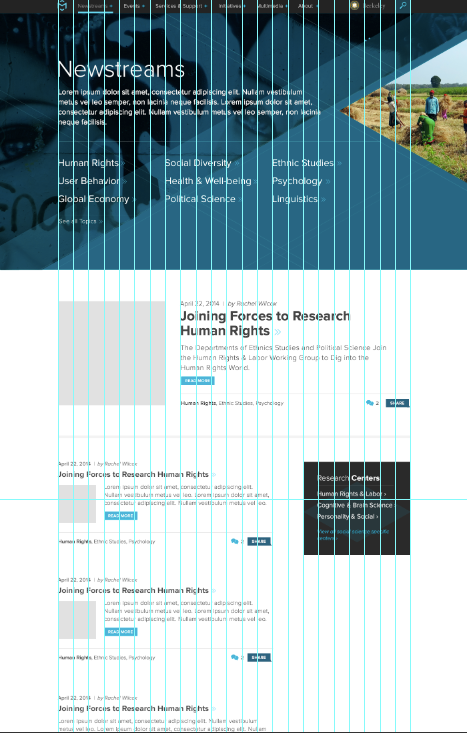 Newstreams +
Events +
Services & Support +
Initiatives +
Multimedia +
About +
Berkeley
Newstreams
Lorem ipsum dolor sit amet, consectetur adipiscing elit. Nullam vestibulum
metus vel leo semper, non lacinia neque facilisis. Lorem ipsum dolor sit amet,
consectetur adipiscing elit. Nullam vestibulum metus vel leo semper, non lacinia
neque facilisis.
Human Rights »
Social Diversity »
Ethnic Studies »
User Behavior »
Health & Well-being »
Psychology »
Global Economy »
Political Science »
Linguistics »
See all Topics »
April 22, 2014 | by Rachel Wilcox
Joining Forces to Research
Human Rights »
The Departments of Ethnics Studies and Political Science Join
the Human Rights & Labor Working Group to Dig into the
Human Rights World.
READ MORE
Human Rights, Ethnic Studies, Psychology
2
SHARE
April 22, 2014 | by Rachel Wilcox
Joining Forces to Research Human Rights »
Lorem ipsum dolor sit amet, consectetur adipiscing elit.
Nullam vestibulum metus vel leo. Lorem ipsum dolor sit amet,
consectetur adipiscing elit. Nullam vestibulum metus vel leo.
READ MORE
Human Rights, Ethnic Studies, Psychology
2
SHARE
Research Centers
Human Rights & Labor ›
Cognitive & Brain Science ›
Personality & Social ›
April 22, 2014 | by Rachel Wilcox
Joining Forces to Research Human Rights »
Lorem ipsum dolor sit amet, consectetur adipiscing elit.
Nullam vestibulum metus vel leo. Lorem ipsum dolor sit amet,
consectetur adipiscing elit. Nullam vestibulum metus vel leo.
READ MORE
Human Rights, Ethnic Studies, Psychology
2
SHARE
April 22, 2014 | by Rachel Wilcox
Joining Forces to Research Human Rights »
Lorem ipsum dolor sit amet, consectetur adipiscing elit. Nullam vestibulum
metus vel leo. Lorem ipsum dolor sit amet, consectetur adipiscing elit. Nullam